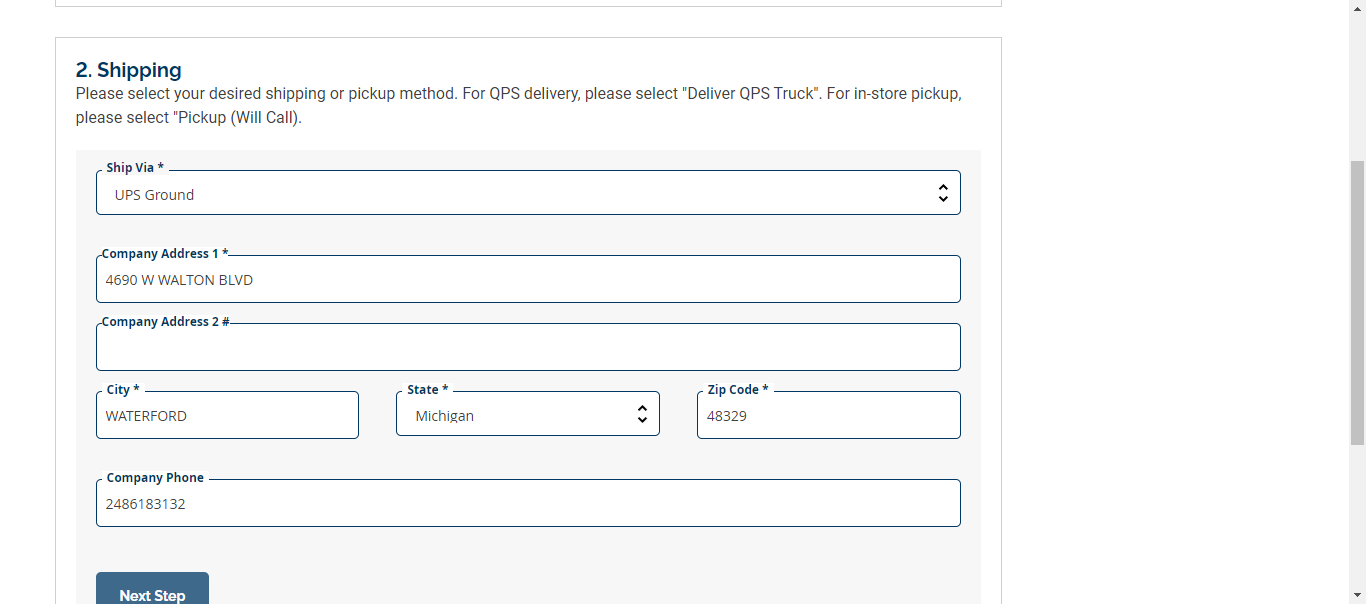 2. Shipping
Please select your desired shipping or pickup method. For QPS delivery, please select "Deliver QPS Truck". For in-store pickup,
please select "Pickup (Will Call).
Ship Via *
UPS Ground
Company Address 1 *
4690 W WALTON BLVD
Company Address 2 #
City *
State *
Zip Code *
WATERFORD
Michigan
48329
Company Phone
2486183132
Next Step